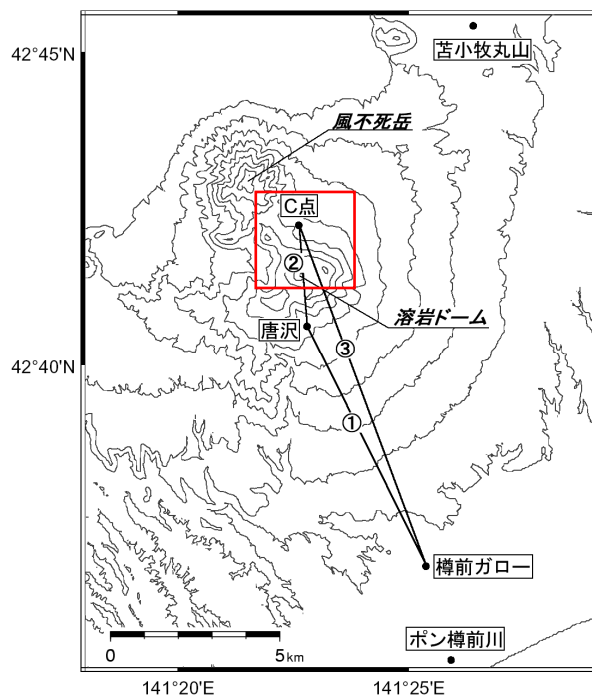 42°45'N
苫小牧丸山
風不死岳
C点
②
溶岩ドーム
唐沢
③
42°40'N
①
樽前ガロー
0 5km
ポン樽前川
141°20'E 141°25'E